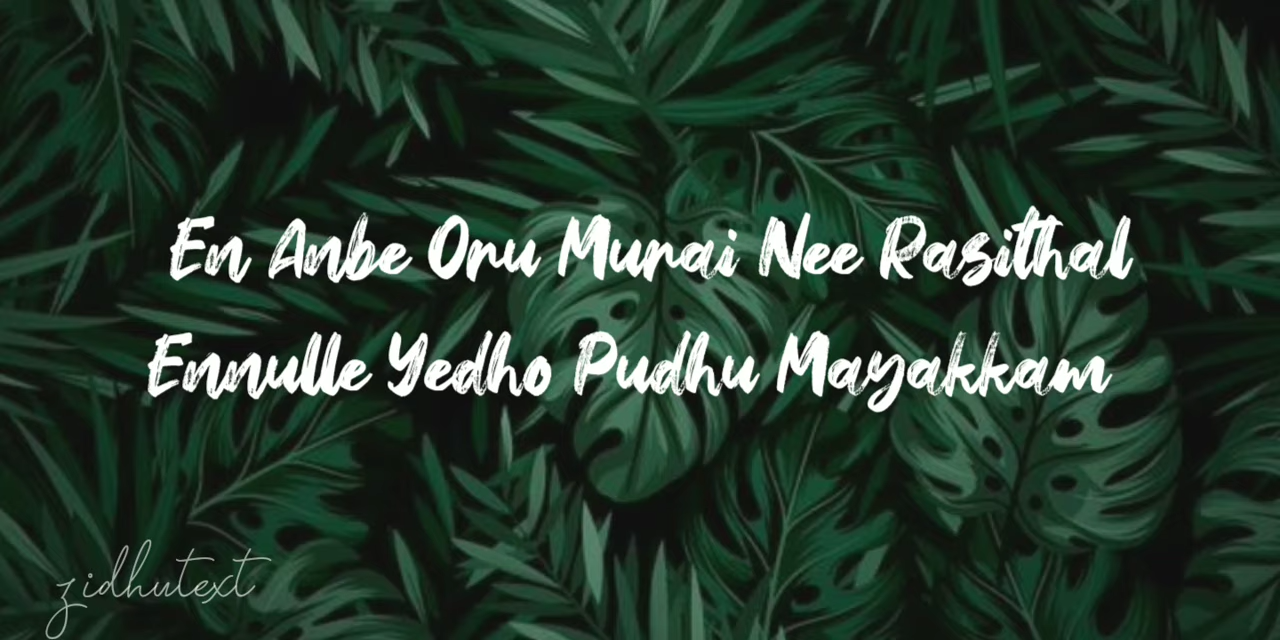 En Anbe Oru Murai Nee Rasithal
Ennulle Yedho Pudhu Mayakkam
zidhutext